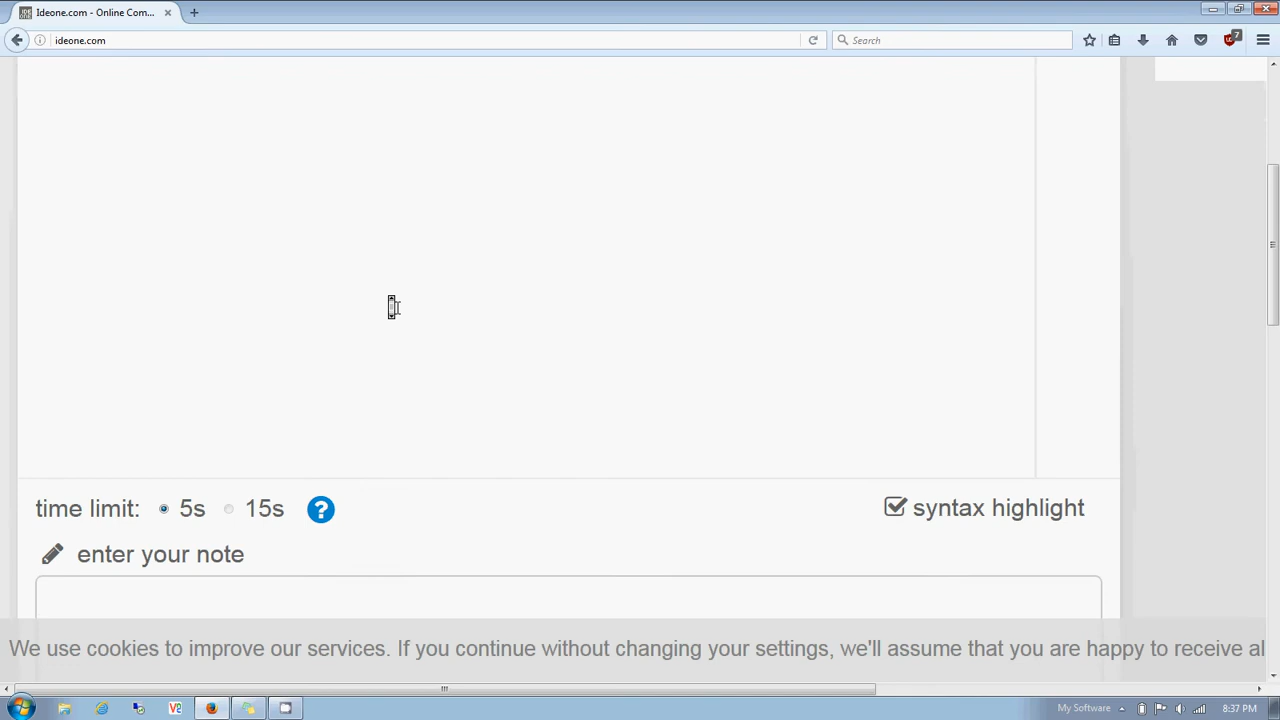 Ideone.com - Online Com...
ideone.com
Search
7
time limit: 5s 15s ?
syntax highlight
enter your note
We use cookies to improve our services. If you continue without changing your settings, we'll assume that you are happy to receive al
My Software
8:37 PM